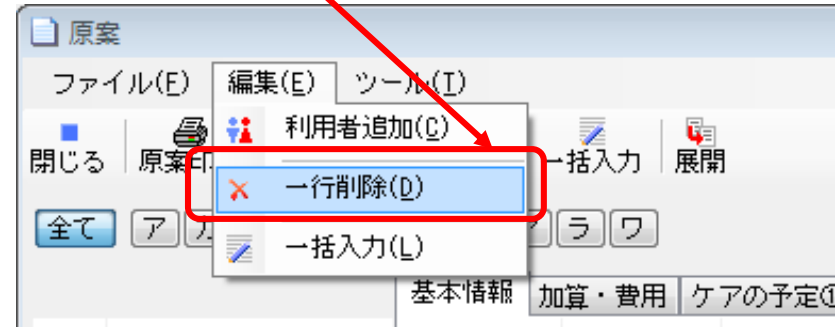 原案
ファイル(F) 編集(E) ツール(T)
利用者追加(C)
閉じる 原案印 一括入力 展開
一行削除(D)
全て ア カ ラ ワ
一括入力(L)
基本情報 加算・費用 ケアの予定①